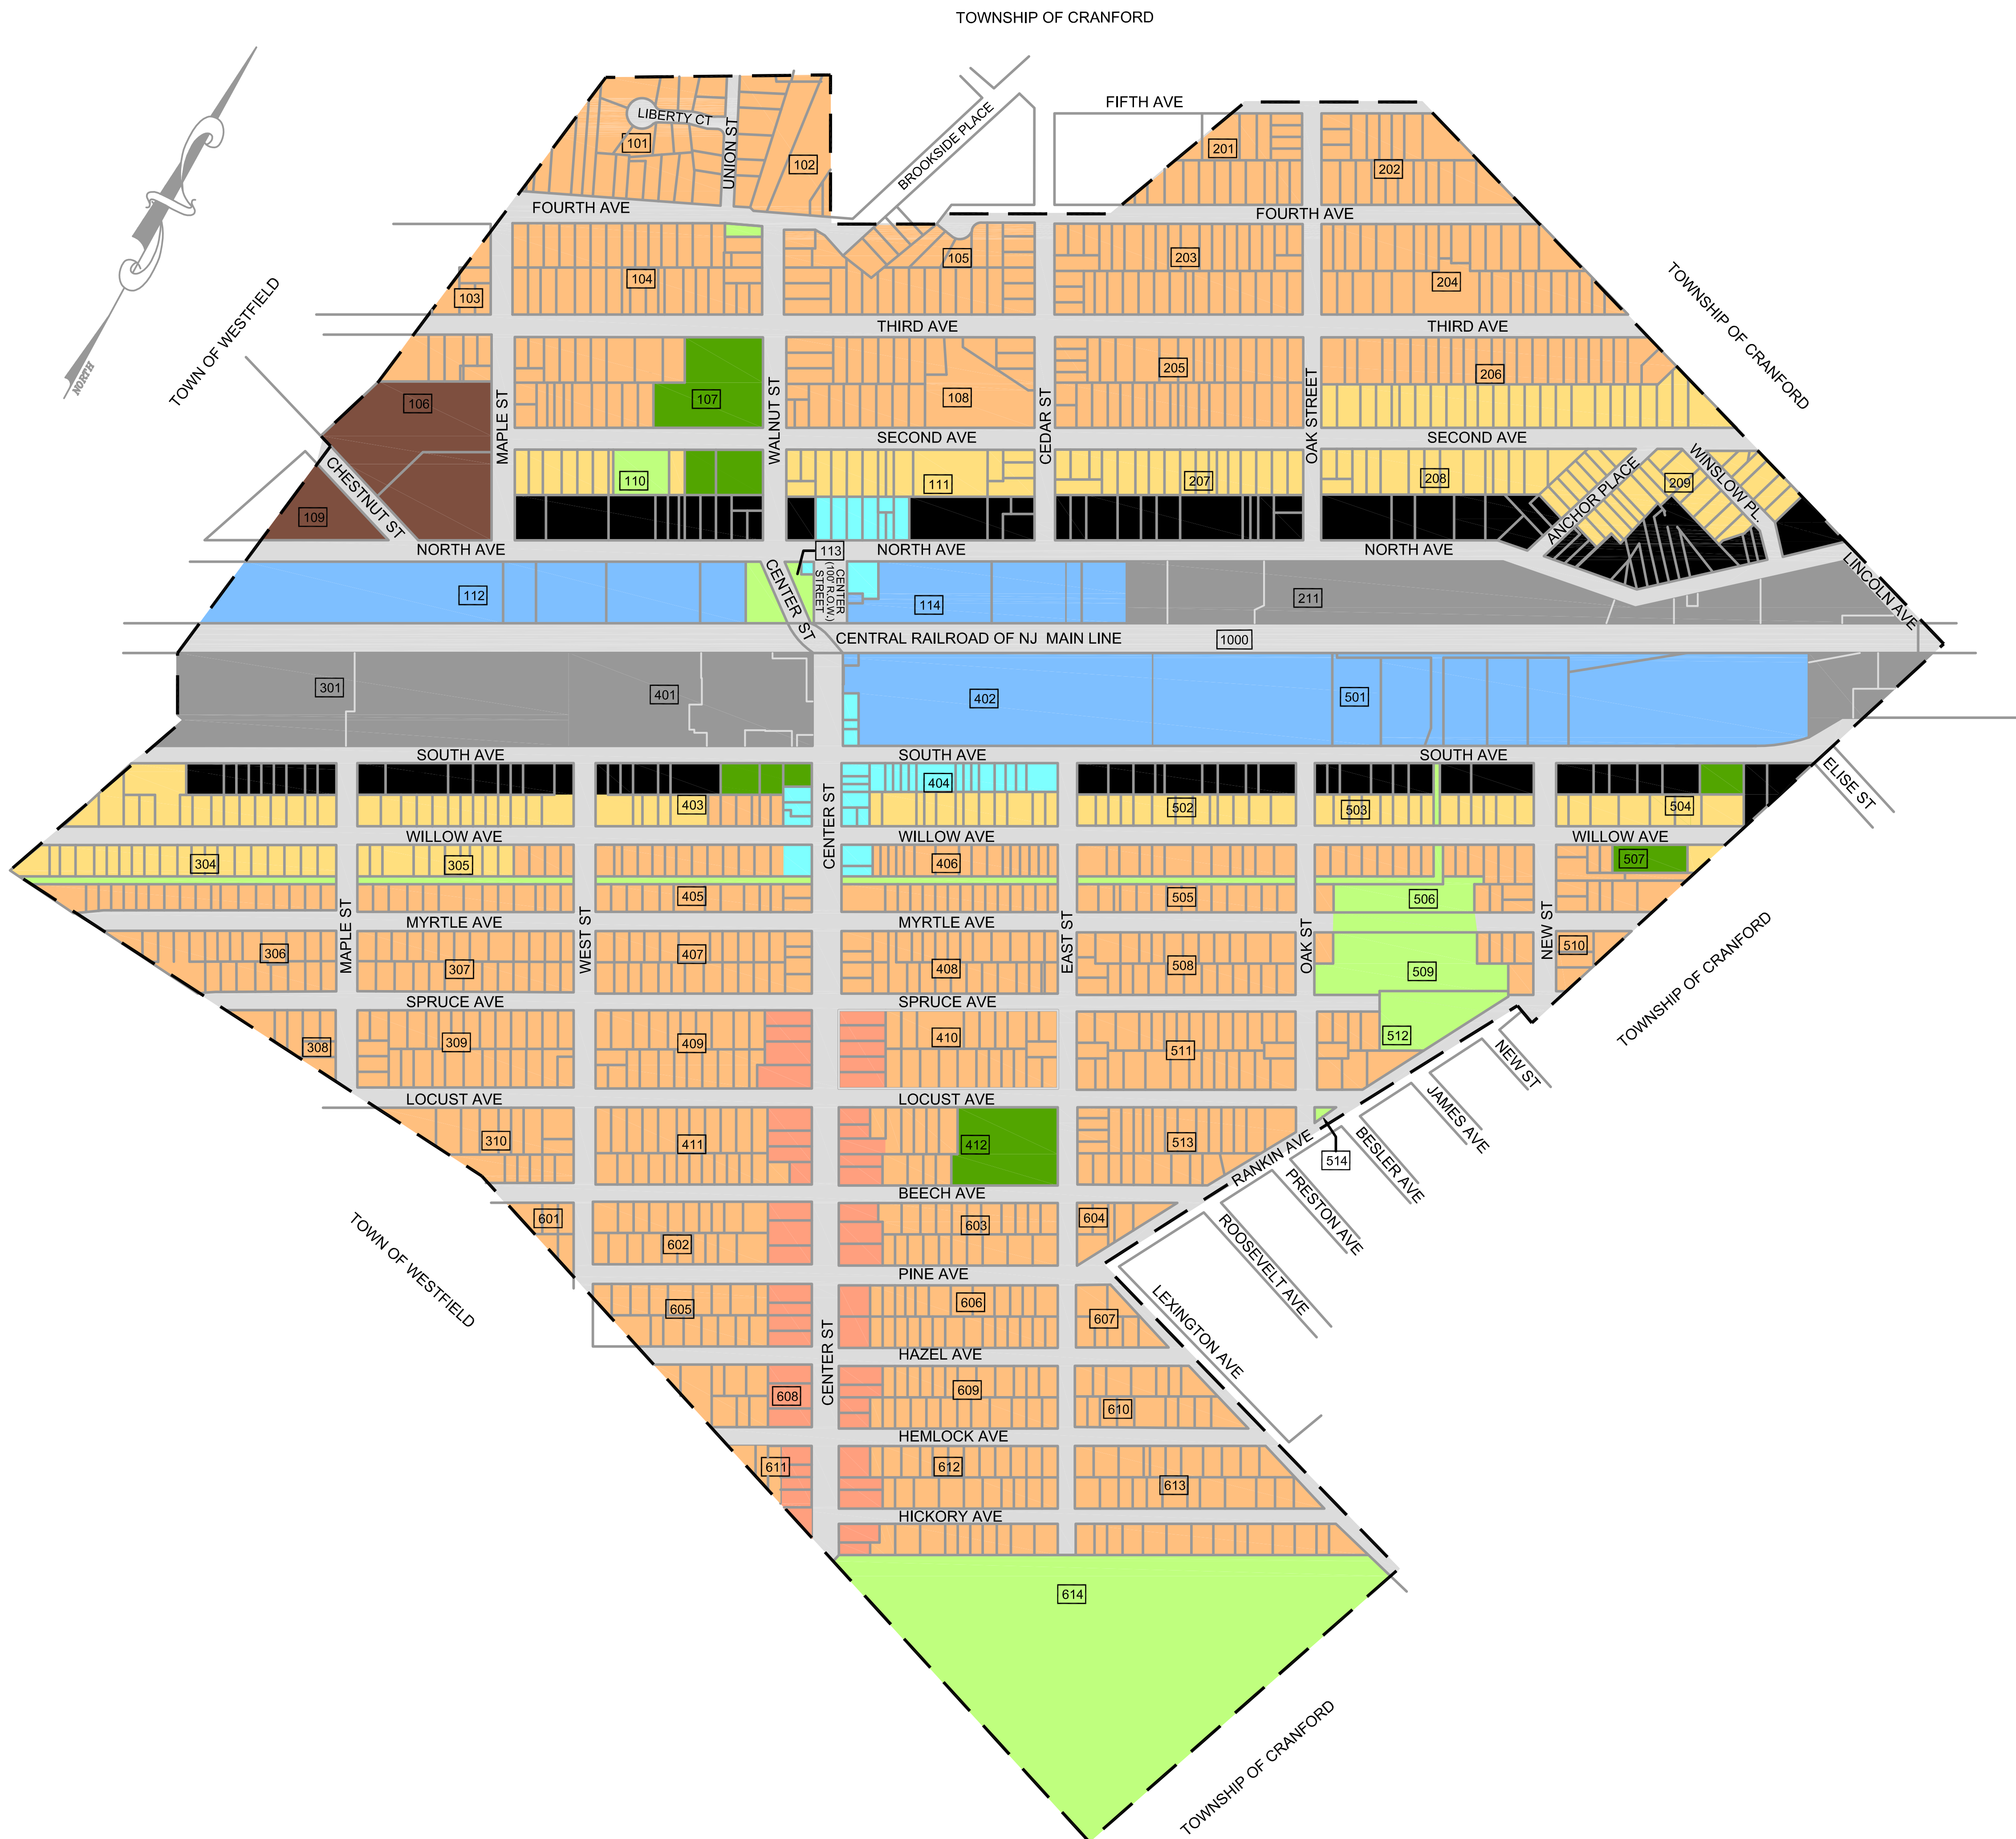 TOWNSHIP OF CRANFORD
FIFTH AVE
BROOKSIDE PLACE
LIBERTY CT
UNION ST
101
102
201
202
FOURTH AVE
FOURTH AVE
NORTH
TOWN OF WESTFIELD
TOWNSHIP OF CRANFORD
103
104
105
203
204
THIRD AVE
THIRD AVE
106
107
108
205
206
MAPLE ST
WALNUT ST
CEDAR ST
OAK STREET
SECOND AVE
SECOND AVE
CHESTNUT ST
109
110
111
207
208
209
ANCHOR PLACE
WINSLOW PL.
NORTH AVE
NORTH AVE
NORTH AVE
113
CENTER ST
CENTER
(100' R.O.W.)
STREET
LINCOLN AVE
112
114
211
CENTRAL RAILROAD OF NJ MAIN LINE
1000
301
401
402
501
SOUTH AVE
SOUTH AVE
SOUTH AVE
ELISE ST
403
404
502
503
504
CENTER ST
WILLOW AVE
WILLOW AVE
WILLOW AVE
304
305
406
507
405
505
506
MAPLE ST
WEST ST
EAST ST
OAK ST
NEW ST
MYRTLE AVE
MYRTLE AVE
306
307
407
408
508
509
510
TOWNSHIP OF CRANFORD
SPRUCE AVE
SPRUCE AVE
308
309
409
410
511
512
NEW ST
JAMES AVE
BESLER AVE
PRESTON AVE
ROOSEVELT AVE
LOCUST AVE
LOCUST AVE
310
411
412
513
514
RANKIN AVE
BEECH AVE
TOWN OF WESTFIELD
601
602
603
604
PINE AVE
LEXINGTON AVE
605
606
607
CENTER ST
HAZEL AVE
608
609
610
HEMLOCK AVE
611
612
613
HICKORY AVE
614
TOWNSHIP OF CRANFORD